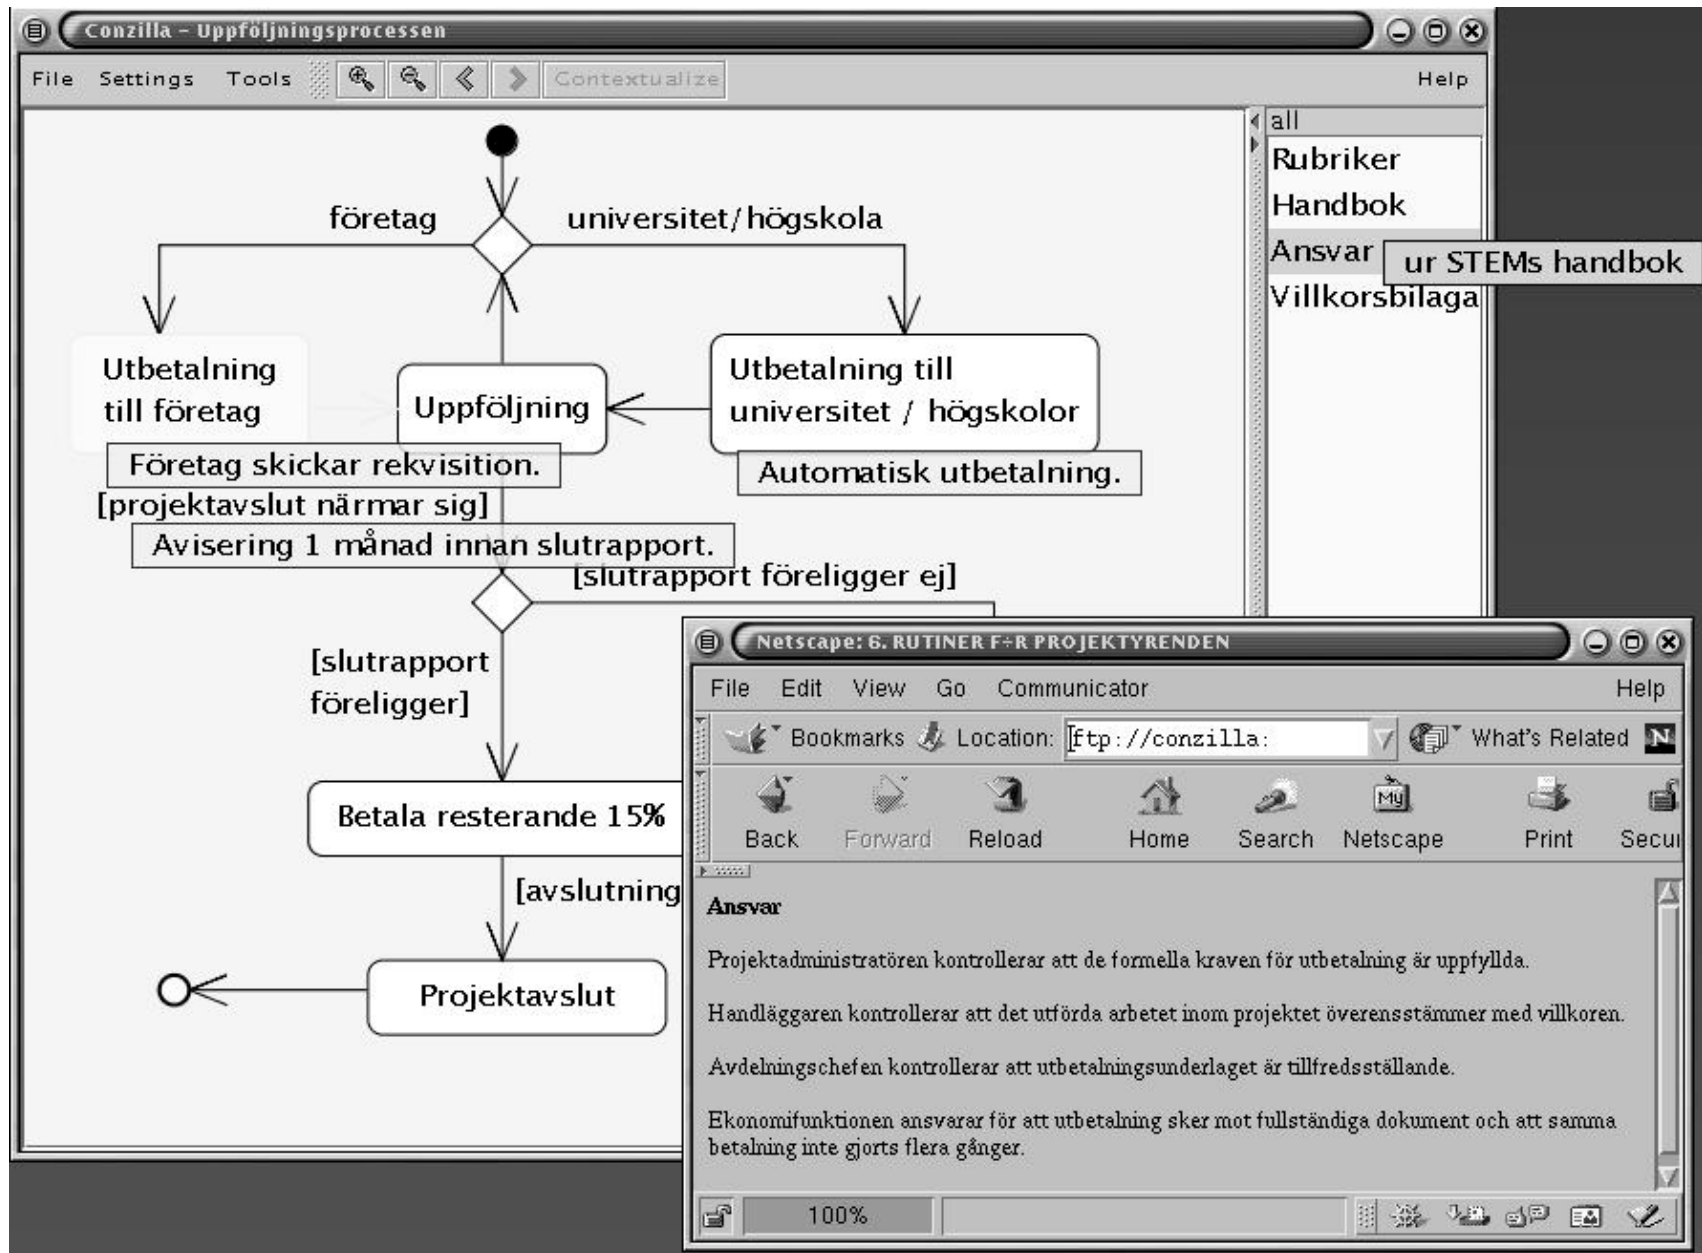 Conzilla – Uppföljningsprocessen
File Settings Tools Contextualize Help
all
Rubriker
Handbok
Ansvar
ur STEMs handbok
Villkorsbilaga
företag
universitet/högskola
Utbetalning
till företag
Uppföljning
Utbetalning till
universitet / högskolor
Företag skickar rekvisition.
Automatisk utbetalning.
[projektavslut närmar sig]
Avisering 1 månad innan slutrapport.
[slutrapport föreligger ej]
[slutrapport
föreligger]
Betala resterande 15%
[avslutning
Projektavslut
Netscape: 6. RUTINER F÷R PROJEKTYRENDEN
File Edit View Go Communicator Help
Bookmarks Location: ftp://conzilla: What's Related N
My
Back Forward Reload Home Search Netscape Print Secur
Ansvar
Projektadministratören kontrollerar att de formella kraven för utbetalning är uppfyllda.
Handläggaren kontrollerar att det utförda arbetet inom projektet överensstämmer med villkoren.
Avdelningschefen kontrollerar att utbetalningsunderlaget är tillfredsställande.
Ekonomifunktionen ansvarar för att utbetalning sker mot fullständiga dokument och att samma
betalning inte gjorts flera gånger.
100%